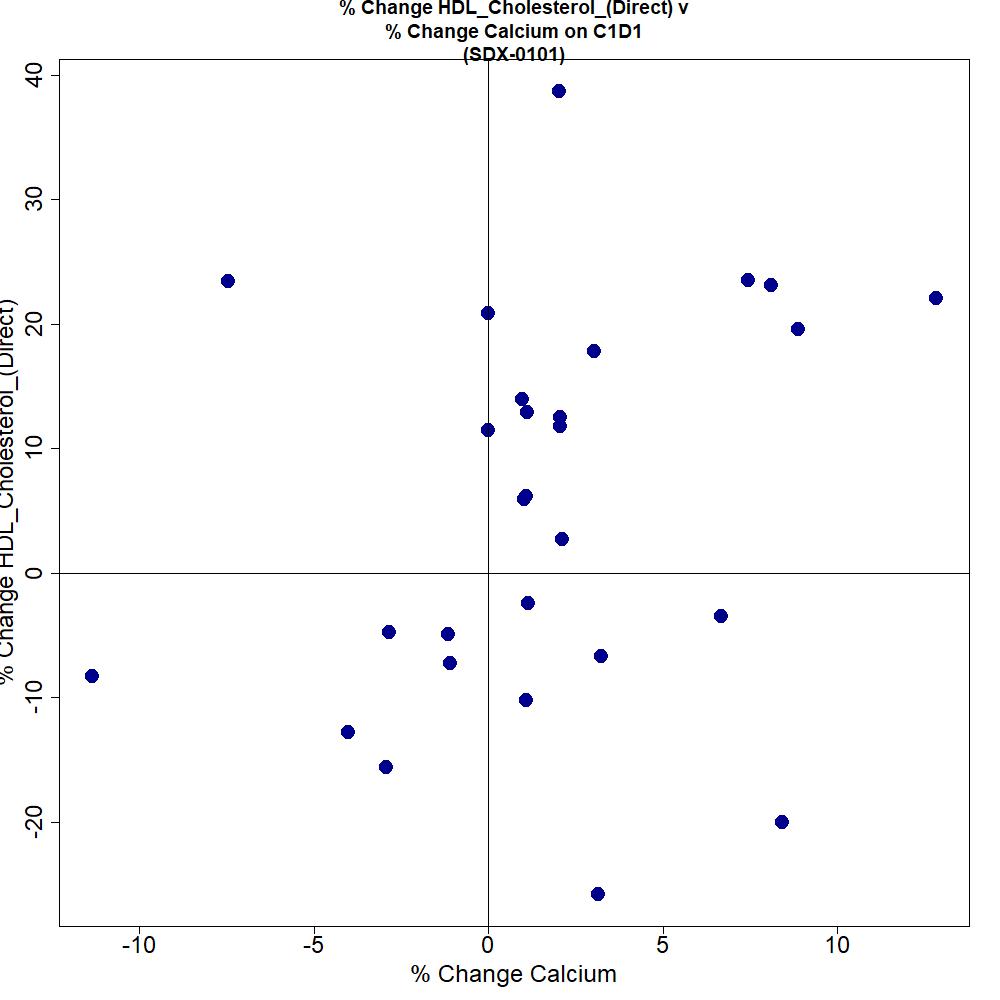 % Change HDL_Cholesterol_(Direct) v
% Change Calcium on C1D1
(SDX-0101)
% Change HDL_Cholesterol_(Direct)
40
30
20
10
0
-10
-20
-10
-5
0
5
10
% Change Calcium